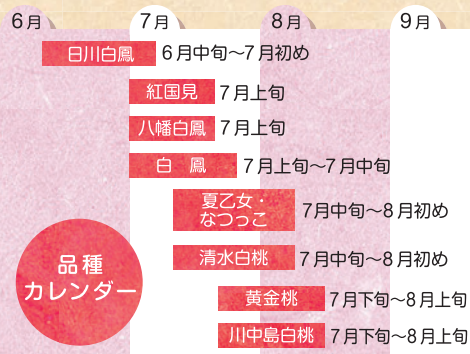 6月 7月 8月 9月
日川白鳳 6月中旬～7月初め
紅国見 7月上旬
八幡白鳳 7月上旬
白 鳳 7月上旬～7月中旬
夏乙女・
なつっこ 7月中旬～8月初め
清水白桃 7月中旬～8月初め
黄金桃 7月下旬～8月上旬
川中島白桃 7月下旬～8月上旬
品種
カレンダー